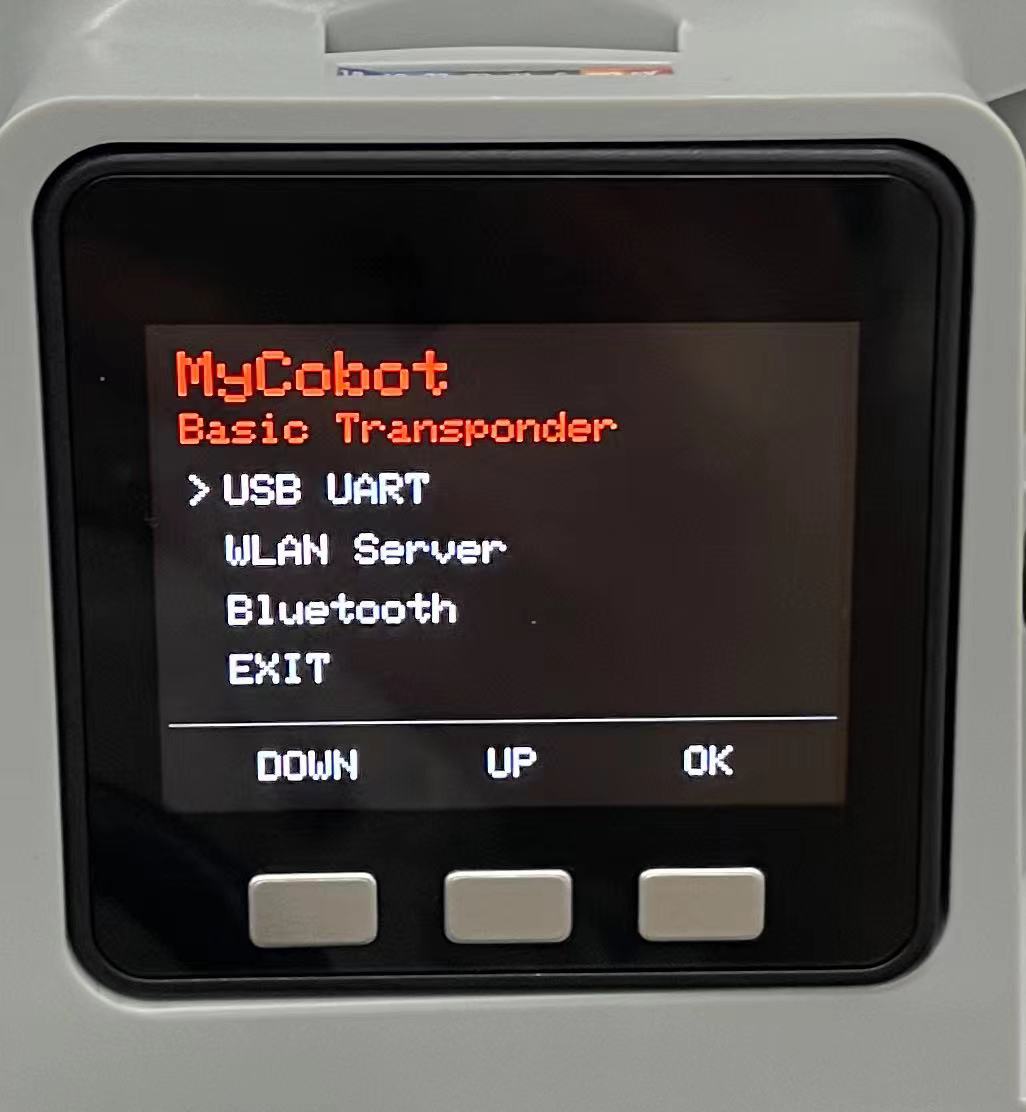 MyCobot
Basic Transponder
> USB UART
WLAN Server
Bluetooth
EXIT
DOWN UP OK